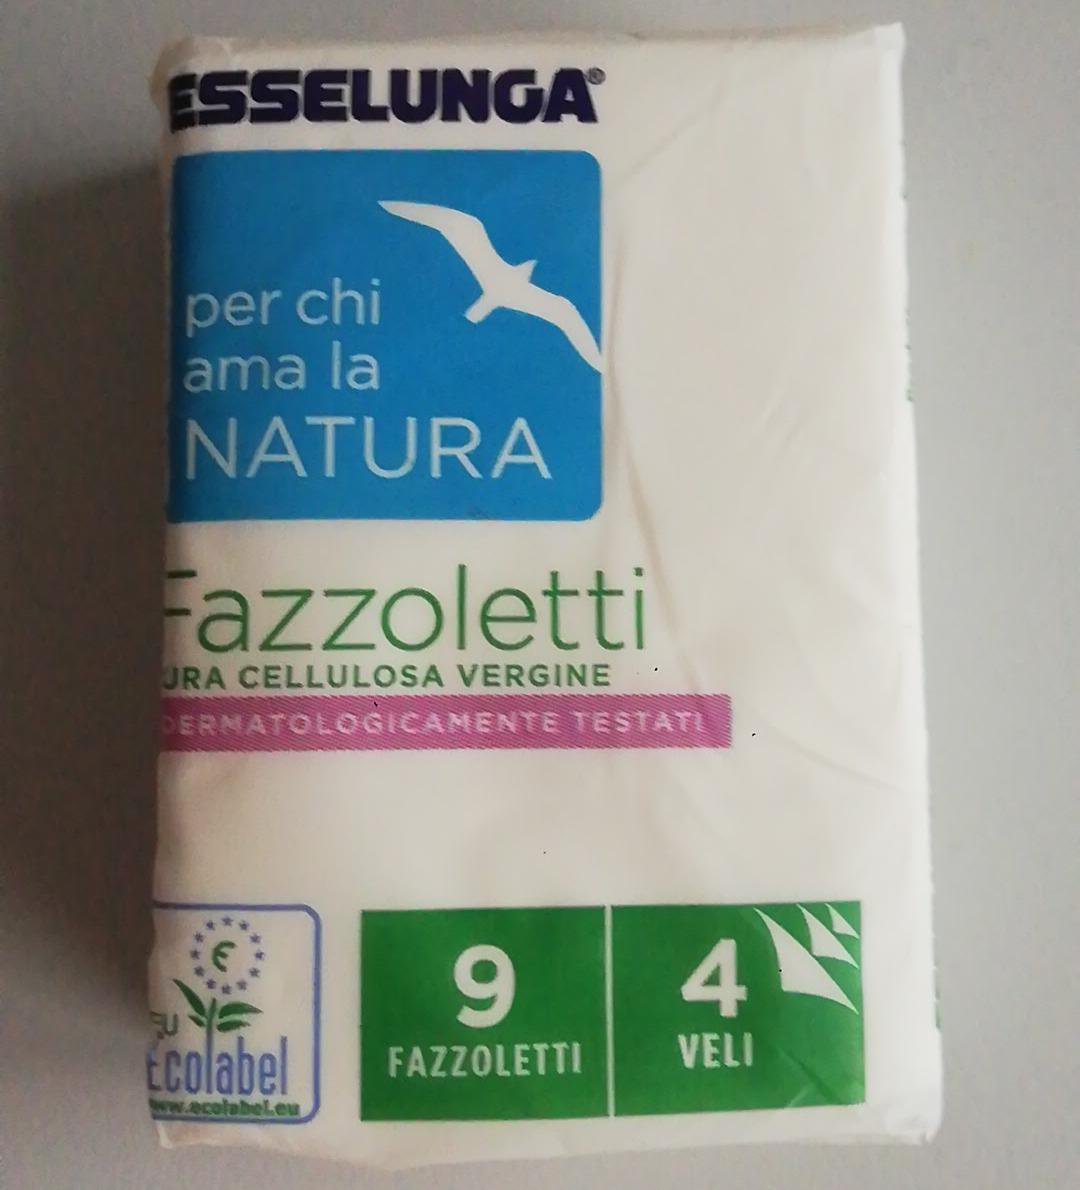 ESSELUNGA®
per chi
ama la
NATURA
Fazzoletti
URA CELLULOSA VERGINE
DERMATOLOGICAMENTE TESTATI
EU
Ecolabel
www.ecolabel.eu
9
FAZZOLETTI
4
VELI